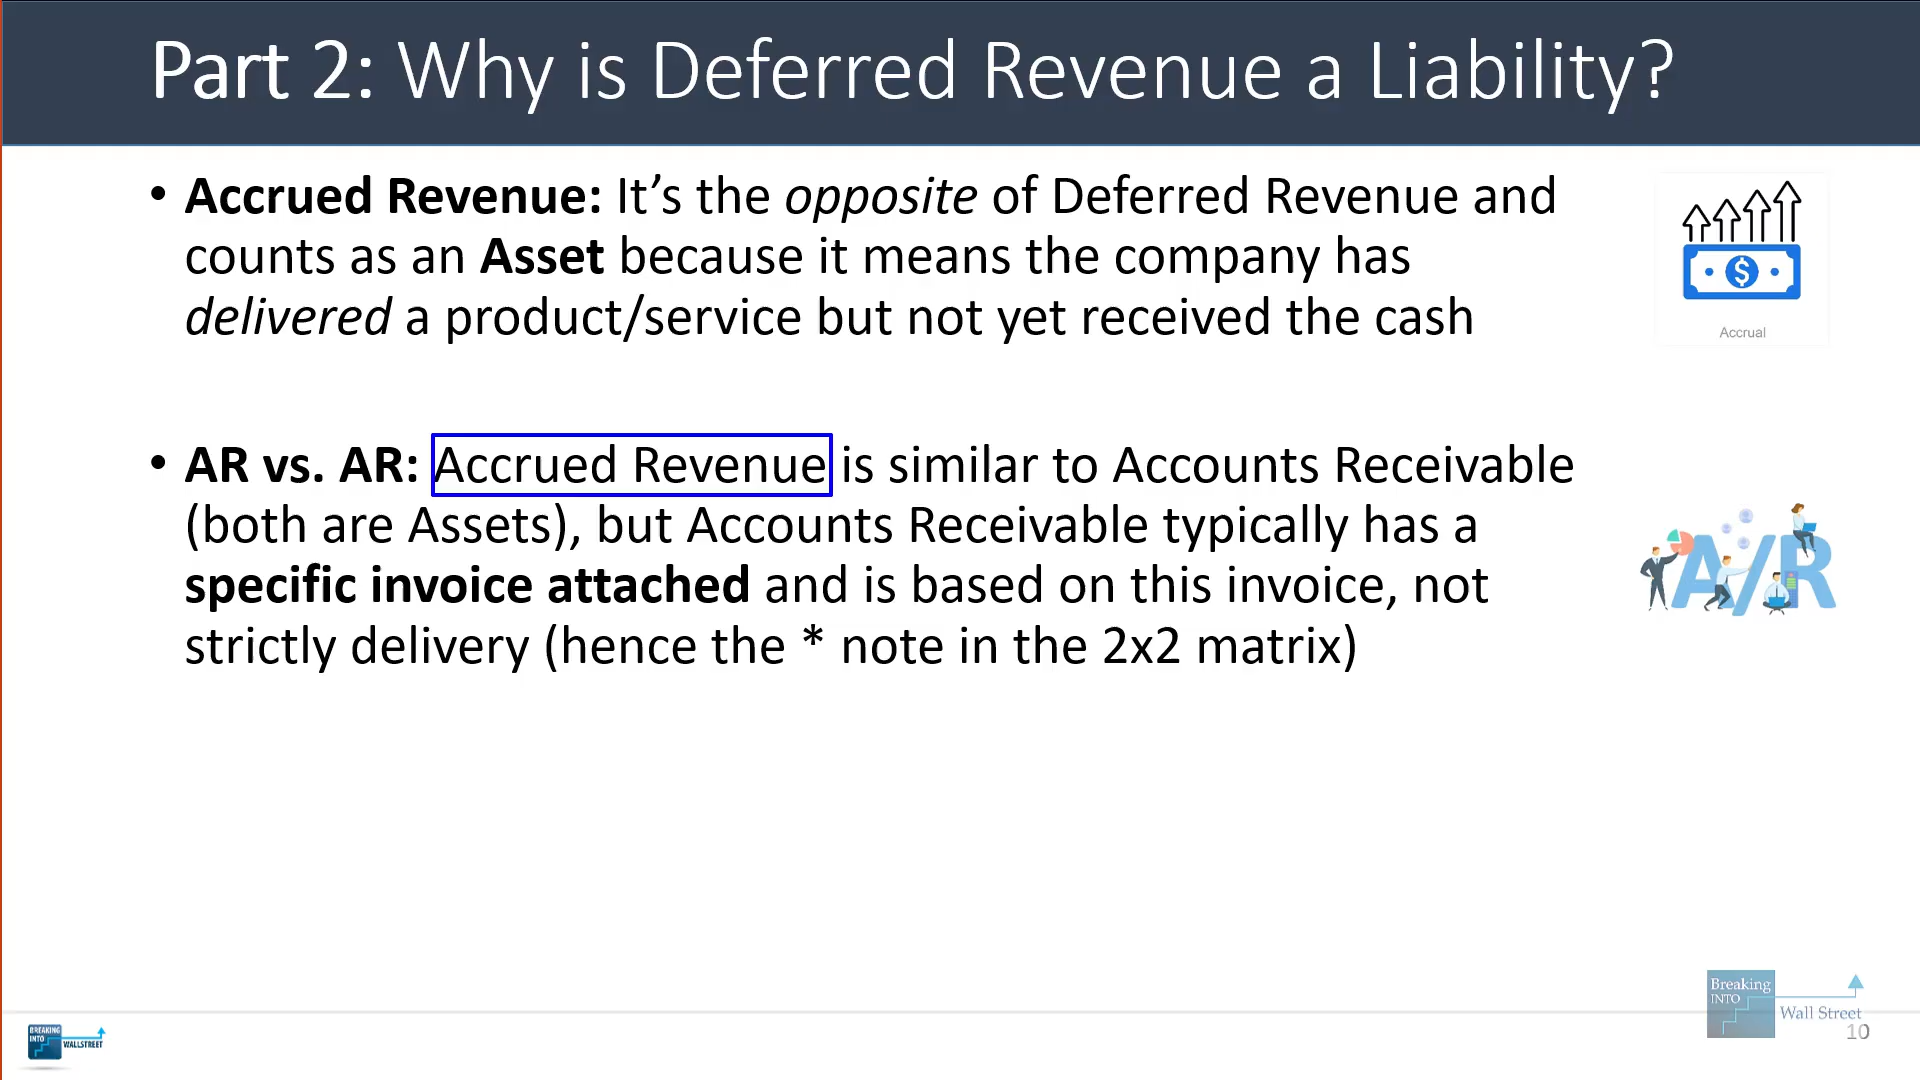 Part 2: Why is Deferred Revenue a Liability?
• Accrued Revenue: It’s the opposite of Deferred Revenue and
counts as an Asset because it means the company has
delivered a product/service but not yet received the cash
Accrual
• AR vs. AR: Accrued Revenue is similar to Accounts Receivable
(both are Assets), but Accounts Receivable typically has a
specific invoice attached and is based on this invoice, not
strictly delivery (hence the * note in the 2x2 matrix)
A/R
Breaking
INTO
Wall Street
10
BREAKING
INTO
WALLSTREET